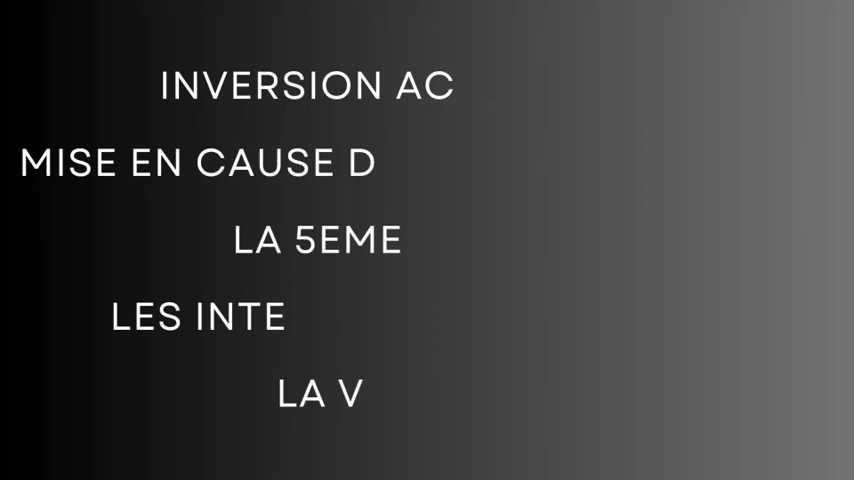 INVERSION AC
MISE EN CAUSE D
LA 5EME
LES INTE
LA V